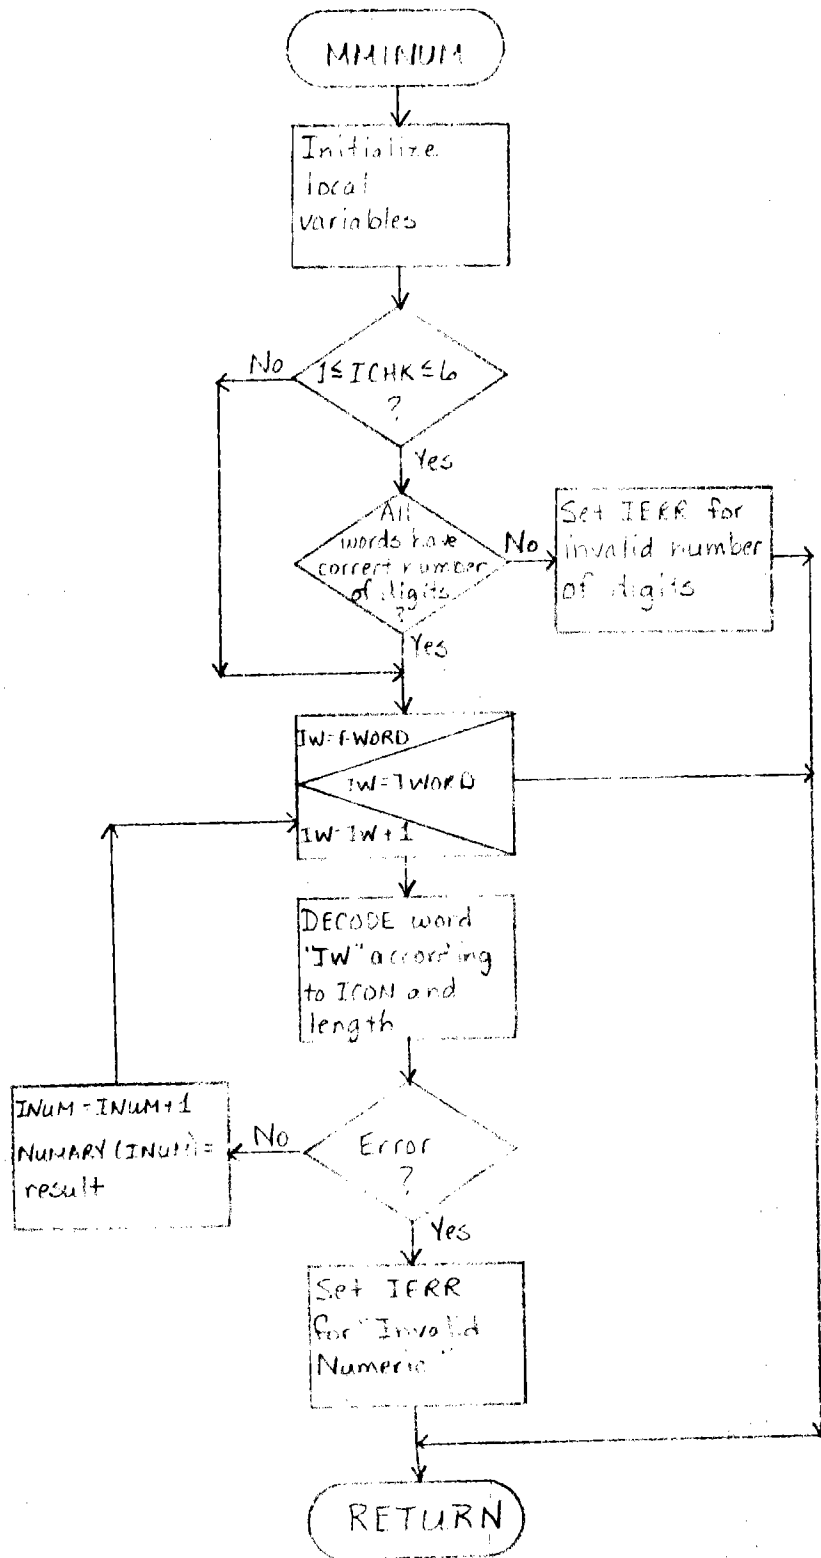 MMINUM
Initialize
local
variables
1 ≤ ICHK ≤ 6
?
No
Yes
All
words have
correct number
of digits
?
No
Set IERR for
invalid number
of digits
Yes
IW=FWORD
IW=TWORD
IW=IW+1
DECODE word
"IW" according
to ICON and
length
Error
?
No
INUM=INUM+1
NUMARY(INUM)=
result
Yes
Set IERR
for "Invalid
Numeric"
RETURN